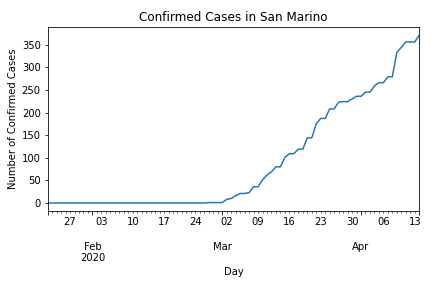 Confirmed Cases in San Marino
Number of Confirmed Cases
350
300
250
200
150
100
50
0
27 03 10 17 24 02 09 16 23 30 06 13
Feb Mar Apr
2020
Day